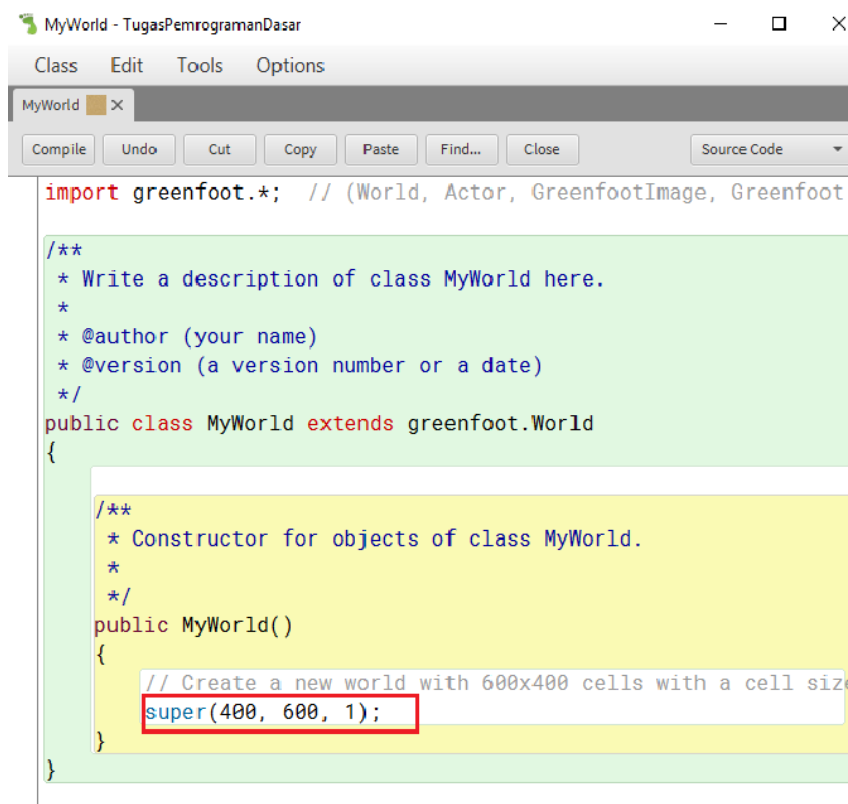 MyWorld - TugasPemrogramanDasar
Class Edit Tools Options
MyWorld
Compile Undo Cut Copy Paste Find... Close Source Code
import greenfoot.*;  // (World, Actor, GreenfootImage, Greenfoot
/**
 * Write a description of class MyWorld here.
 *
 * @author (your name)
 * @version (a version number or a date)
 */
public class MyWorld extends greenfoot.World
{
/**
 * Constructor for objects of class MyWorld.
 *
 */
public MyWorld()
{
// Create a new world with 600x400 cells with a cell size
super(400, 600, 1);
}
}